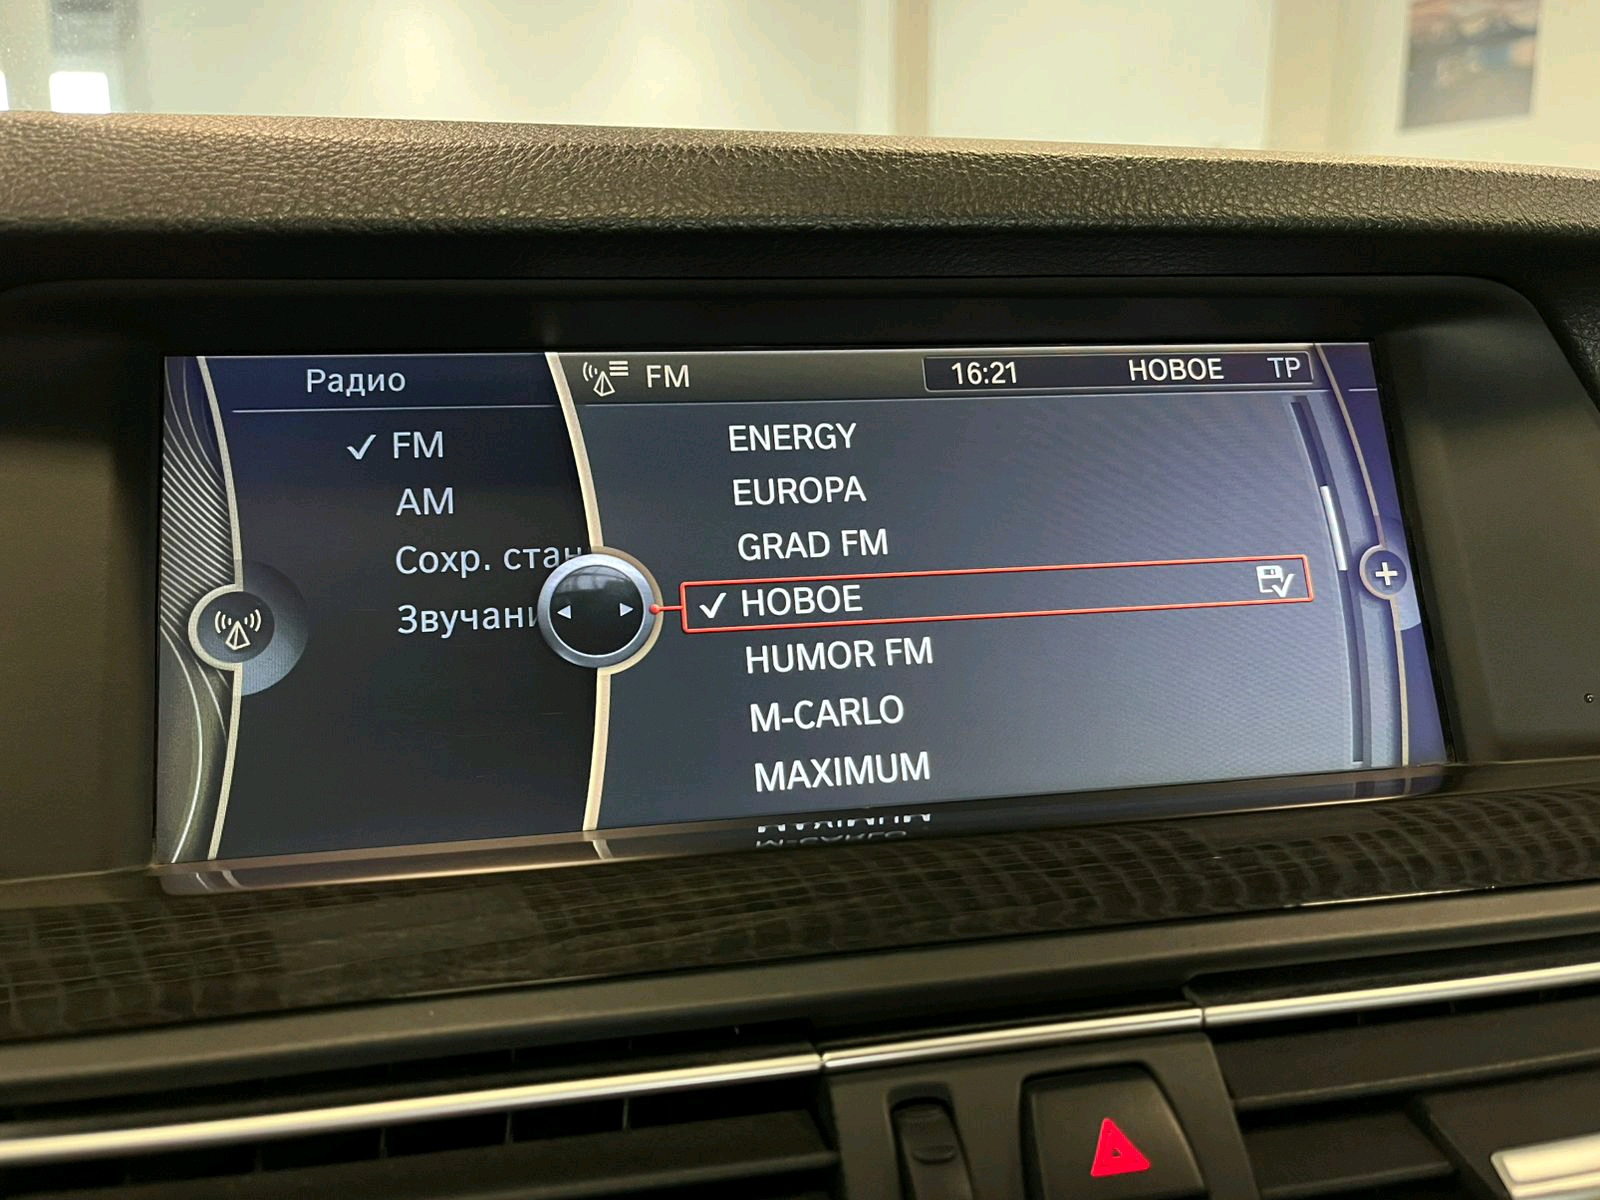 Радио
FM
16:21 НОВОЕ TP
FM
AM
Сохр. стан
Звучани
ENERGY
EUROPA
GRAD FM
НОВОЕ
HUMOR FM
M-CARLO
MAXIMUM